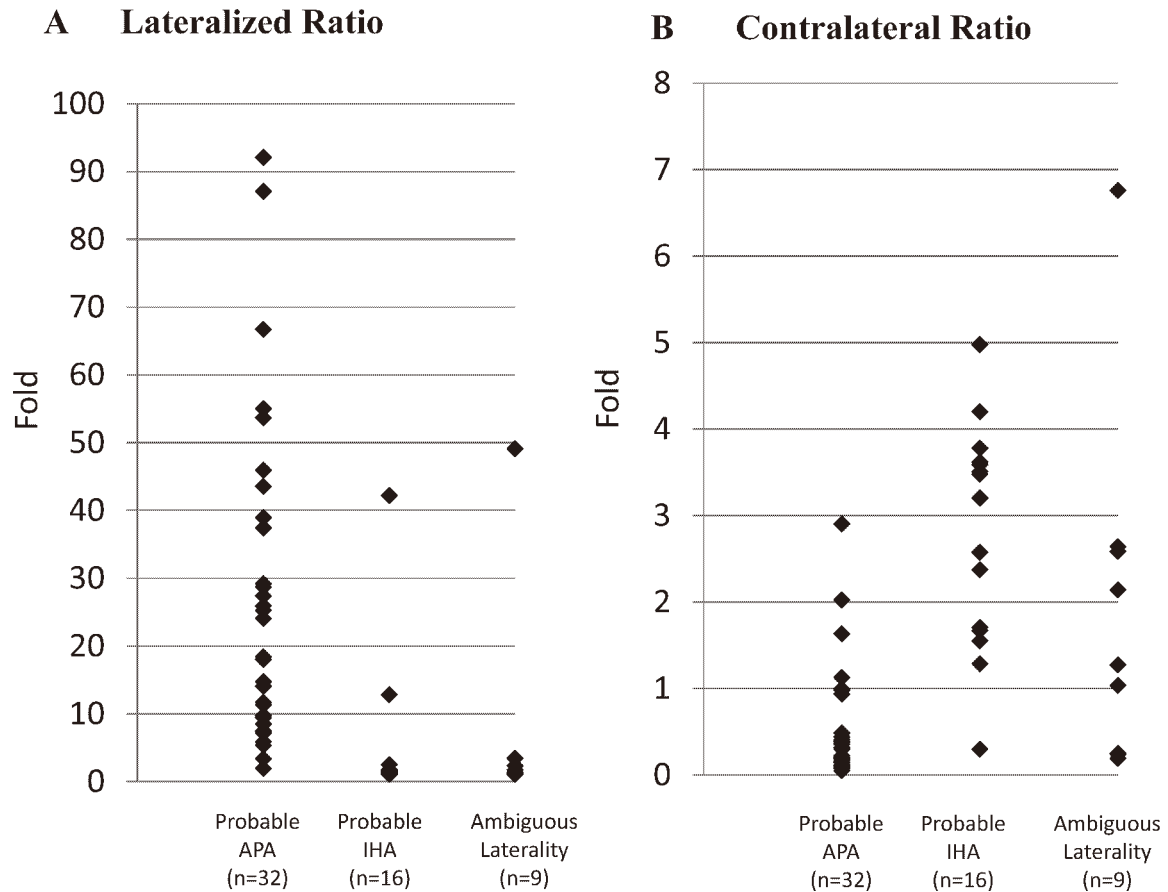 A Lateralized Ratio
100
90
80
70
60
50
40
30
20
10
0
Fold
Probable
APA
(n=32)
Probable
IHA
(n=16)
Ambiguous
Laterality
(n=9)
B Contralateral Ratio
8
7
6
5
4
3
2
1
0
Fold
Probable
APA
(n=32)
Probable
IHA
(n=16)
Ambiguous
Laterality
(n=9)